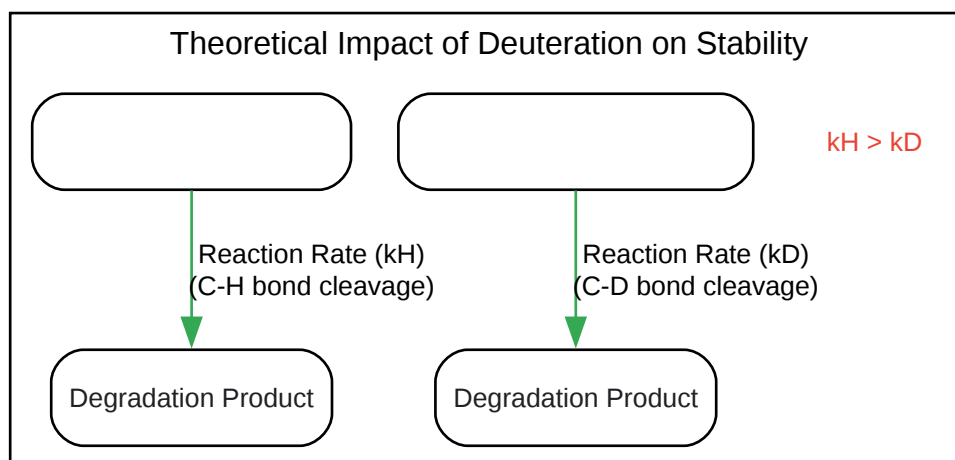 Theoretical Impact of Deuteration on Stability
kH > kD
Reaction Rate (kH)
(C-H bond cleavage)
Reaction Rate (kD)
(C-D bond cleavage)
Degradation Product
Degradation Product